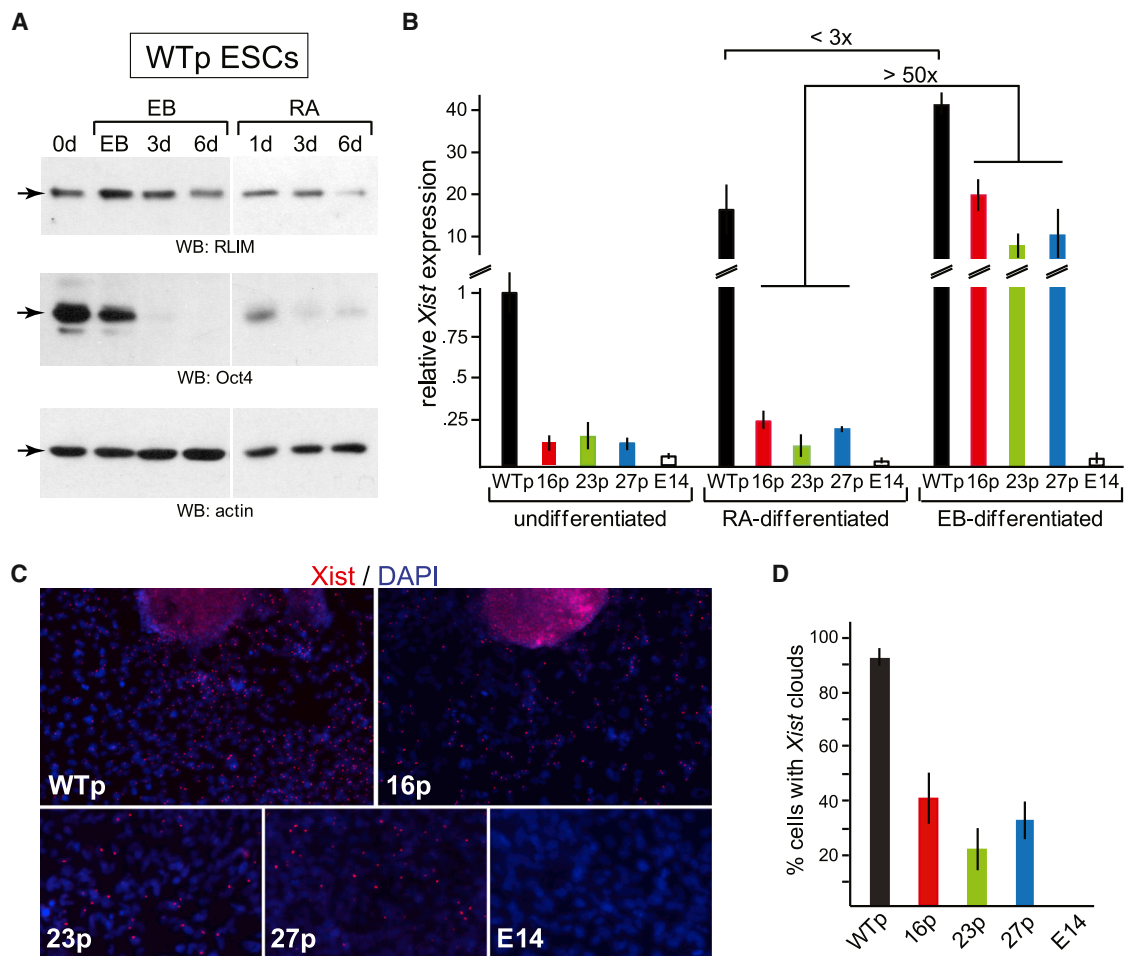 A
WTp ESCs
EB
RA
0d EB 3d 6d 1d 3d 6d
WB: RLIM
WB: Oct4
WB: actin
B
< 3x
> 50x
relative Xist expression
40
30
20
10
1
.75
.5
.25
WTp 16p 23p 27p E14 WTp 16p 23p 27p E14 WTp 16p 23p 27p E14
undifferentiated RA-differentiated EB-differentiated
C
Xist / DAPI
WTp
16p
23p
27p
E14
D
% cells with Xist clouds
100
80
60
40
20
WTp 16p 23p 27p E14